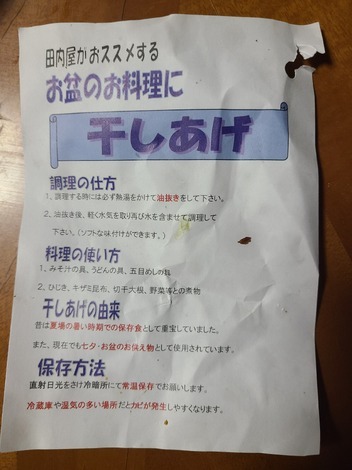 田内屋がおススメする
お盆のお料理に
干しあげ
調理の仕方
1、調理する時には必ず熱湯をかけて油抜きをして下さい。
2、油抜き後、軽く水気を取り再び水を含ませて調理して
下さい。(ソフトな味付けができます。)
料理の使い方
1、みそ汁の具、うどんの具、五目めしの具
2、ひじき、キザミ昆布、切干大根、野菜等との煮物
干しあげの由来
昔は夏場の暑い時期での保存食として重宝していました。
また、現在でも七夕・お盆のお供え物として使用されています。
保存方法
直射日光をさけ冷暗所にて常温保存でお願いします。
冷蔵庫や湿気の多い場所だとカビが発生しやすくなります。